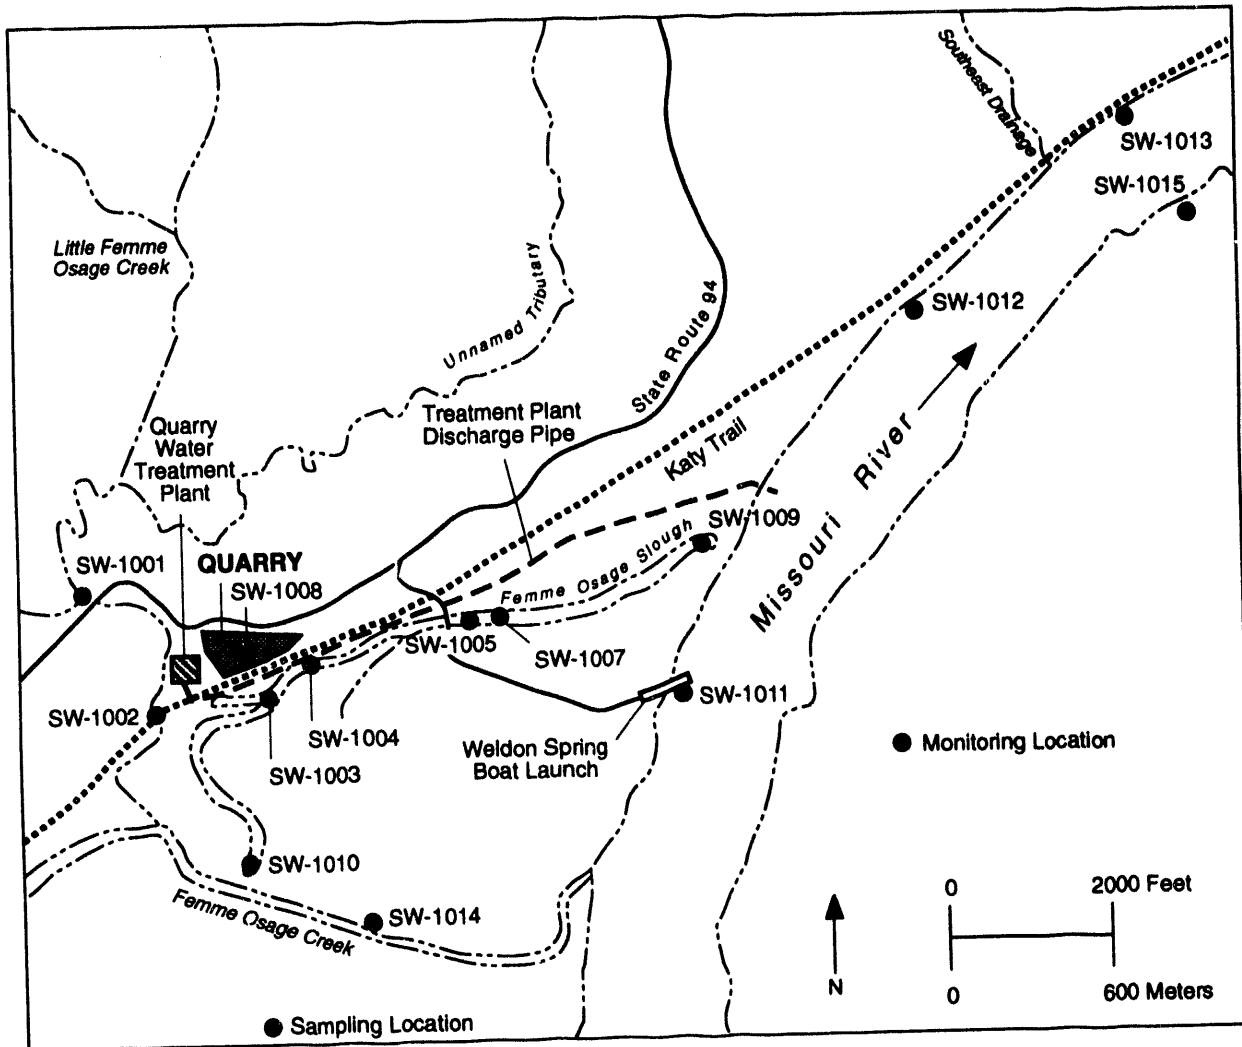 Southeast Drainage
SW-1013
SW-1015
Little Femme
Osage Creek
Unnamed Tributary
State Route 94
SW-1012
Quarry
Water
Treatment
Plant
Treatment Plant
Discharge Pipe
Katy Trail
Missouri River
SW-1009
SW-1001
QUARRY
SW-1008
Femme Osage Slough
SW-1005
SW-1007
SW-1002
SW-1004
SW-1003
SW-1011
Weldon Spring
Boat Launch
Monitoring Location
SW-1010
Femme Osage Creek
SW-1014
0 2000 Feet
N
0 600 Meters
Sampling Location